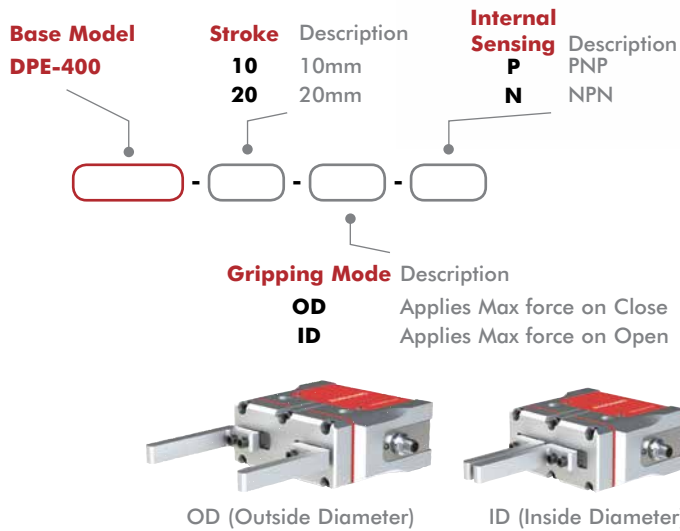 Base Model
DPE-400
Stroke Description
10 10mm
20 20mm
Internal
Sensing Description
P PNP
N NPN
- - -
Gripping Mode Description
OD Applies Max force on Close
ID Applies Max force on Open
OD (Outside Diameter)
ID (Inside Diameter